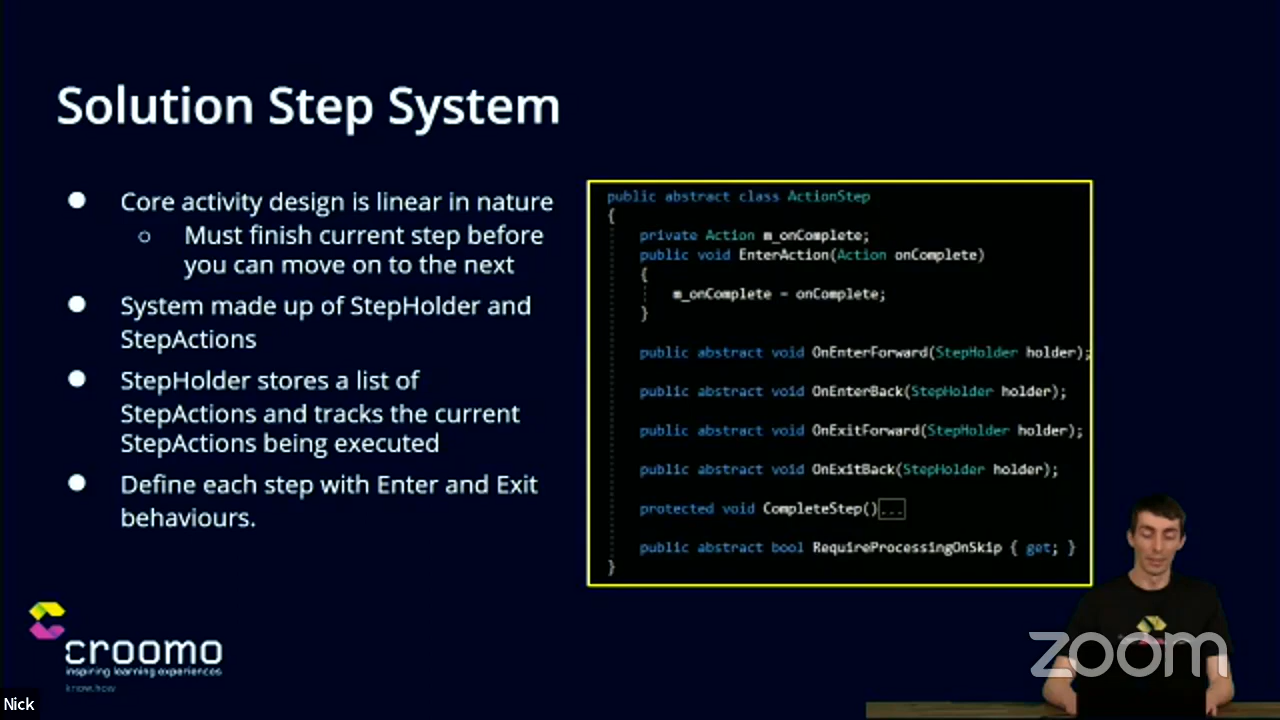 Solution Step System
● Core activity design is linear in nature
○ Must finish current step before
you can move on to the next
● System made up of StepHolder and
StepActions
● StepHolder stores a list of
StepActions and tracks the current
StepActions being executed
● Define each step with Enter and Exit
behaviours.
public abstract class ActionStep
{
private Action m_onComplete;
public void EnterAction(Action onComplete)
{
m_onComplete = onComplete;
}
public abstract void OnEnterForward(StepHolder holder);
public abstract void OnEnterBack(StepHolder holder);
public abstract void OnExitForward(StepHolder holder);
public abstract void OnExitBack(StepHolder holder);
protected void CompleteStep()...
public abstract bool RequireProcessingOnSkip { get; }
}
croomo
inspiring learning experiences
know.how
Nick
zoom